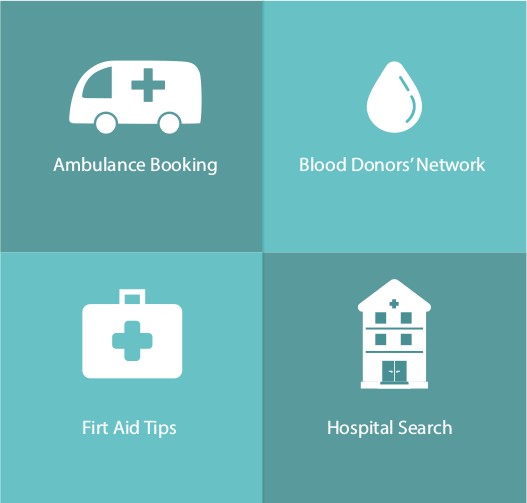 Ambulance Booking
Blood Donors' Network
Firt Aid Tips
Hospital Search